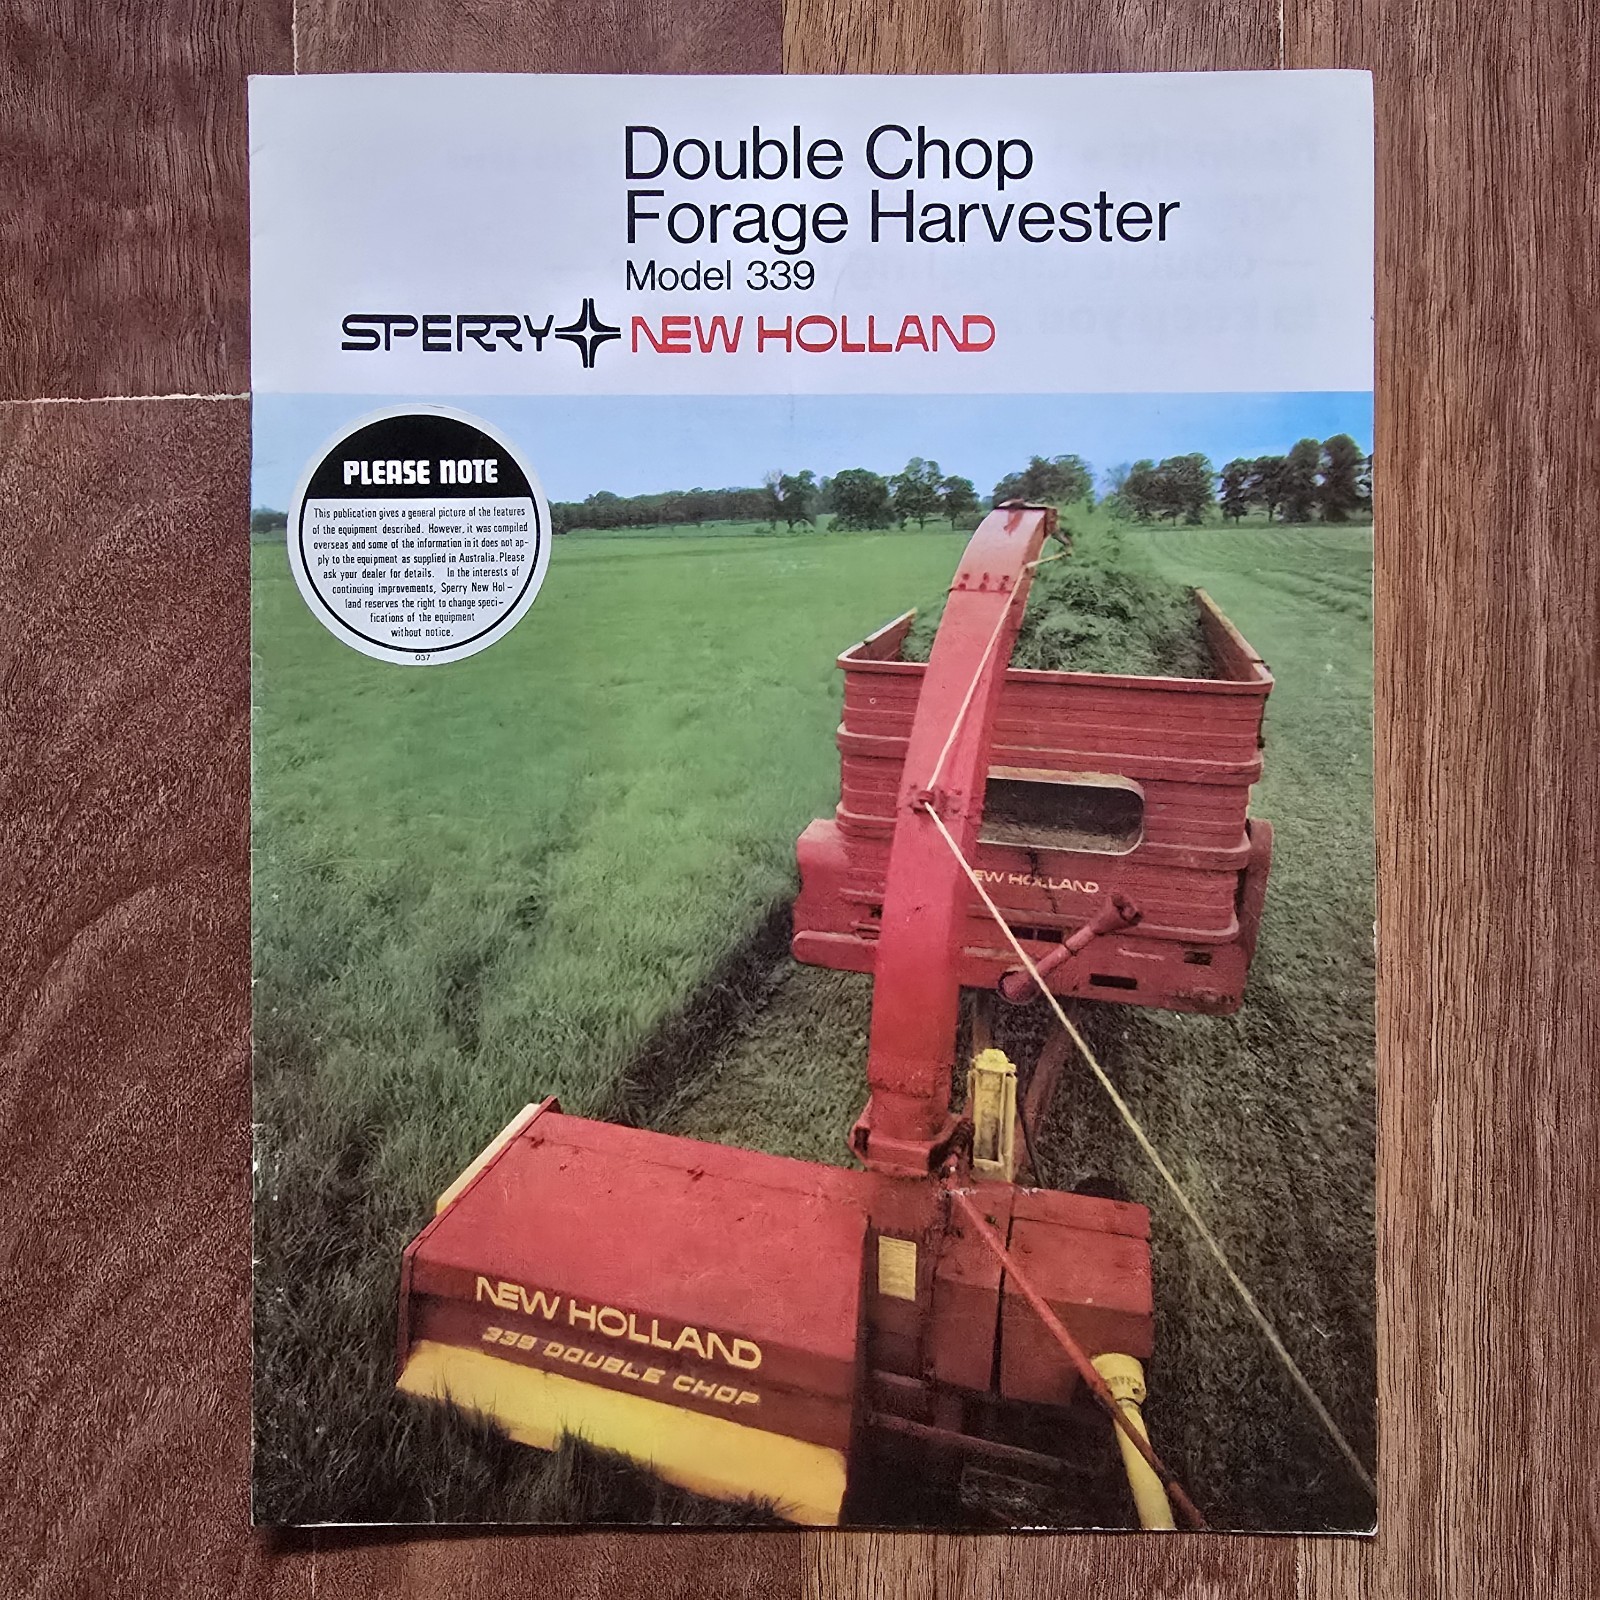 Double Chop
Forage Harvester
Model 339
SPERRY NEW HOLLAND
PLEASE NOTE
This publication gives a general picture of the features
of the equipment described. However, it was compiled
overseas and some of the information in it does not ap-
ply to the equipment as supplied in Australia. Please
ask your dealer for details. In the interests of
continuing improvements, Sperry New Hol-
land reserves the right to change speci-
fications of the equipment
without notice.
037
EW HOLLAND
NEW HOLLAND
339 DOUBLE CHOP